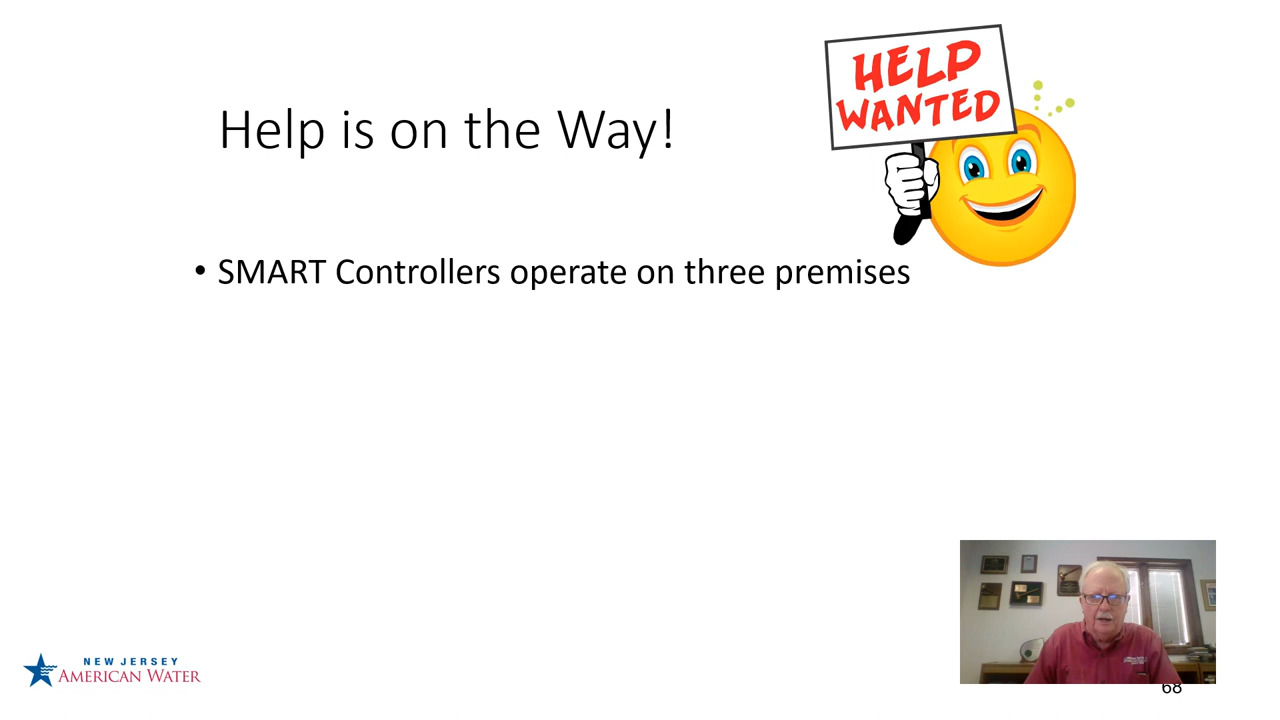 HELP
WANTED
Help is on the Way!
• SMART Controllers operate on three premises
NEW JERSEY
AMERICAN WATER
68